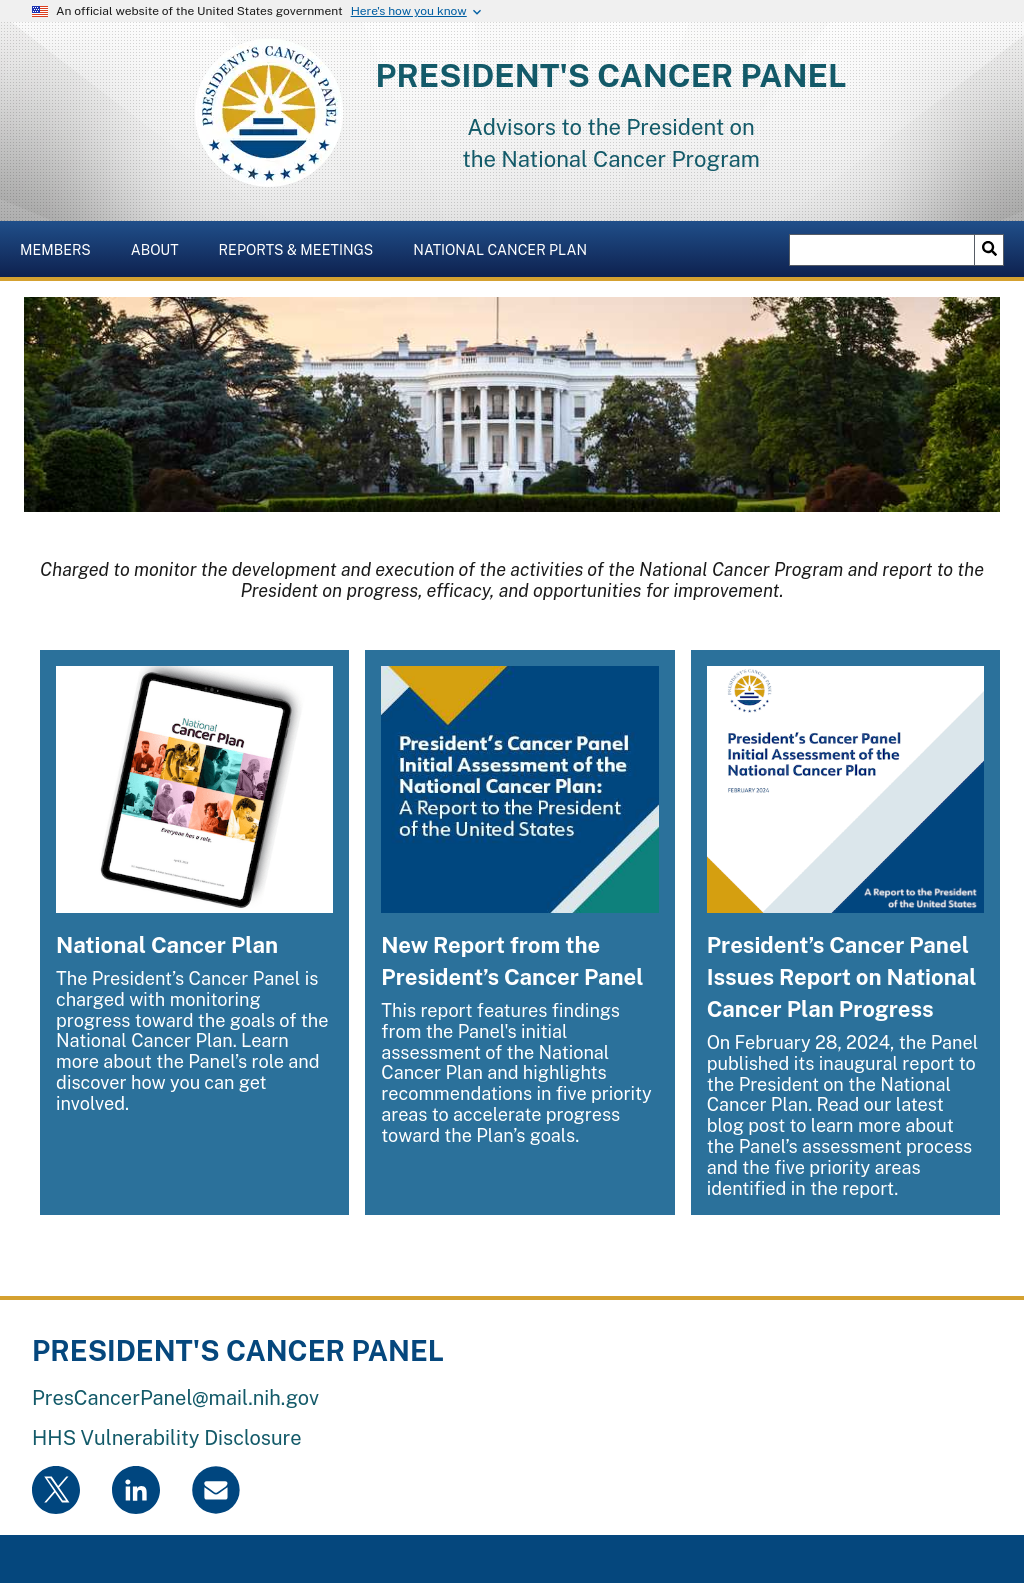 An official website of the United States government Here's how you know
PRESIDENT'S CANCER PANEL
PRESIDENT'S CANCER PANEL
Advisors to the President on
the National Cancer Program
MEMBERS ABOUT REPORTS & MEETINGS NATIONAL CANCER PLAN
Charged to monitor the development and execution of the activities of the National Cancer Program and report to the
President on progress, efficacy, and opportunities for improvement.
National
Cancer Plan
Everyone has a role.
National Cancer Plan
The President’s Cancer Panel is
charged with monitoring
progress toward the goals of the
National Cancer Plan. Learn
more about the Panel’s role and
discover how you can get
involved.
President’s Cancer Panel
Initial Assessment of the
National Cancer Plan:
A Report to the President
of the United States
New Report from the
President’s Cancer Panel
This report features findings
from the Panel's initial
assessment of the National
Cancer Plan and highlights
recommendations in five priority
areas to accelerate progress
toward the Plan’s goals.
PRESIDENT'S CANCER PANEL
President’s Cancer Panel
Initial Assessment of the
National Cancer Plan
FEBRUARY 2024
A Report to the President
of the United States
President’s Cancer Panel
Issues Report on National
Cancer Plan Progress
On February 28, 2024, the Panel
published its inaugural report to
the President on the National
Cancer Plan. Read our latest
blog post to learn more about
the Panel’s assessment process
and the five priority areas
identified in the report.
PRESIDENT'S CANCER PANEL
PresCancerPanel@mail.nih.gov
HHS Vulnerability Disclosure